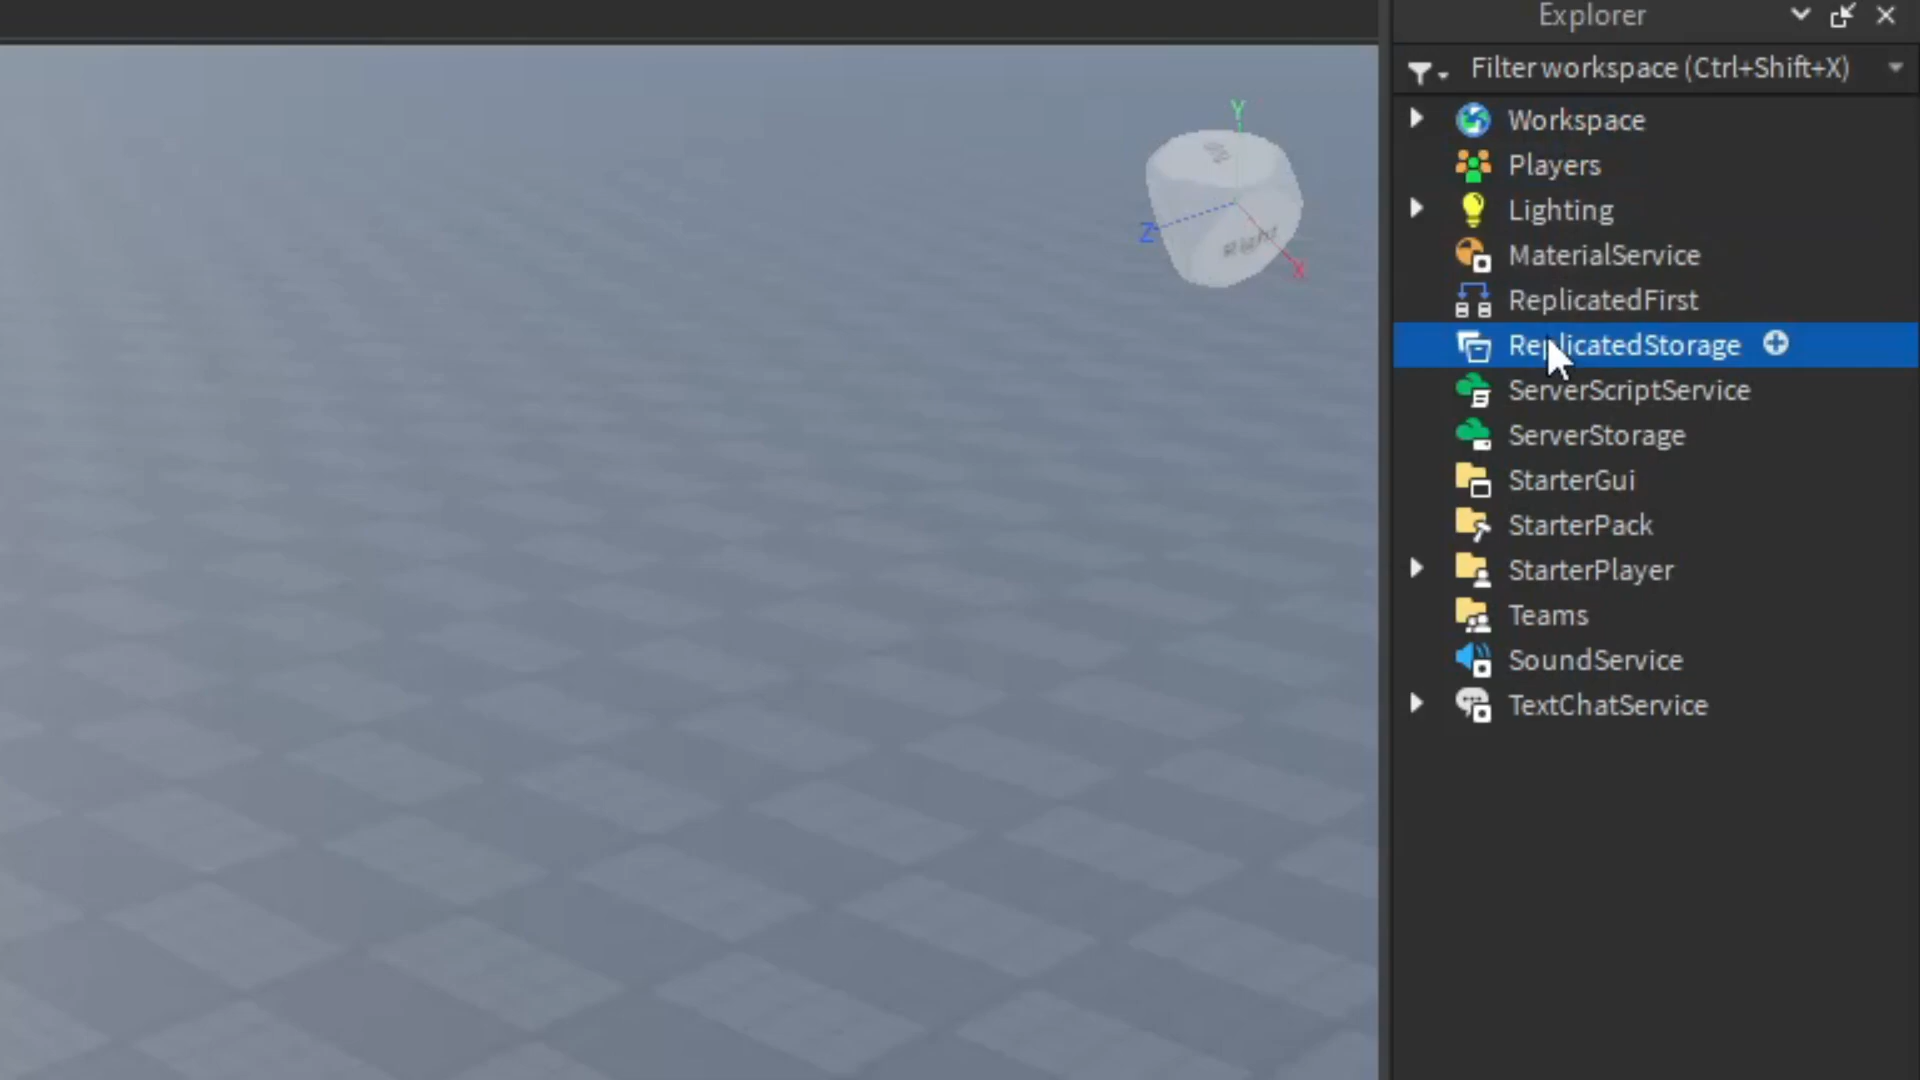 Explorer
Filter workspace (Ctrl+Shift+X)
Workspace
Players
Lighting
MaterialService
ReplicatedFirst
ReplicatedStorage
ServerScriptService
ServerStorage
StarterGui
StarterPack
StarterPlayer
Teams
SoundService
TextChatService
Y
Z
Right
X